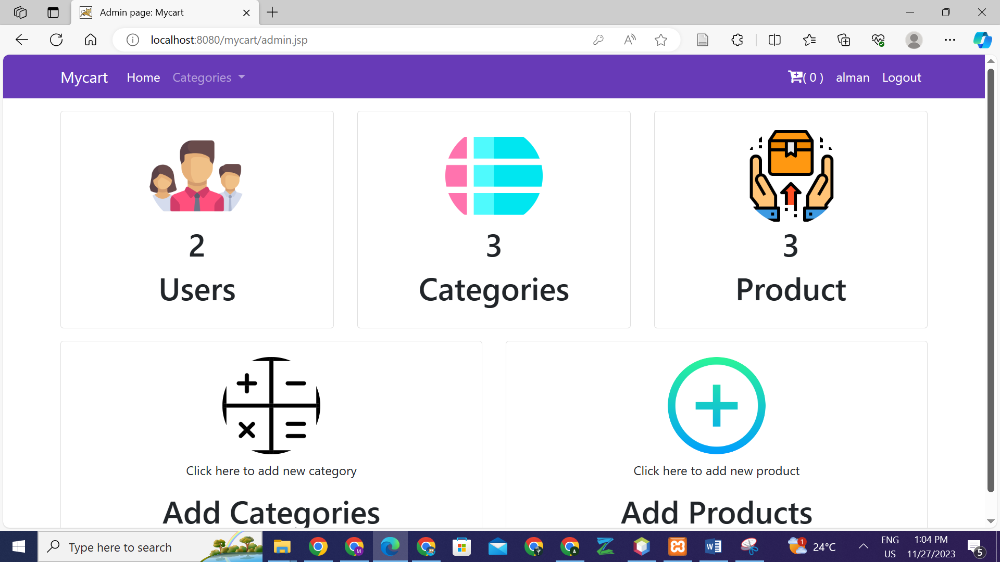 Admin page: Mycart
localhost:8080/mycart/admin.jsp
Mycart Home Categories ( 0 ) alman Logout
2
Users
3
Categories
3
Product
Click here to add new category
Add Categories
Click here to add new product
Add Products
Type here to search
M
1
24°C
ENG
US
1:04 PM
11/27/2023
5